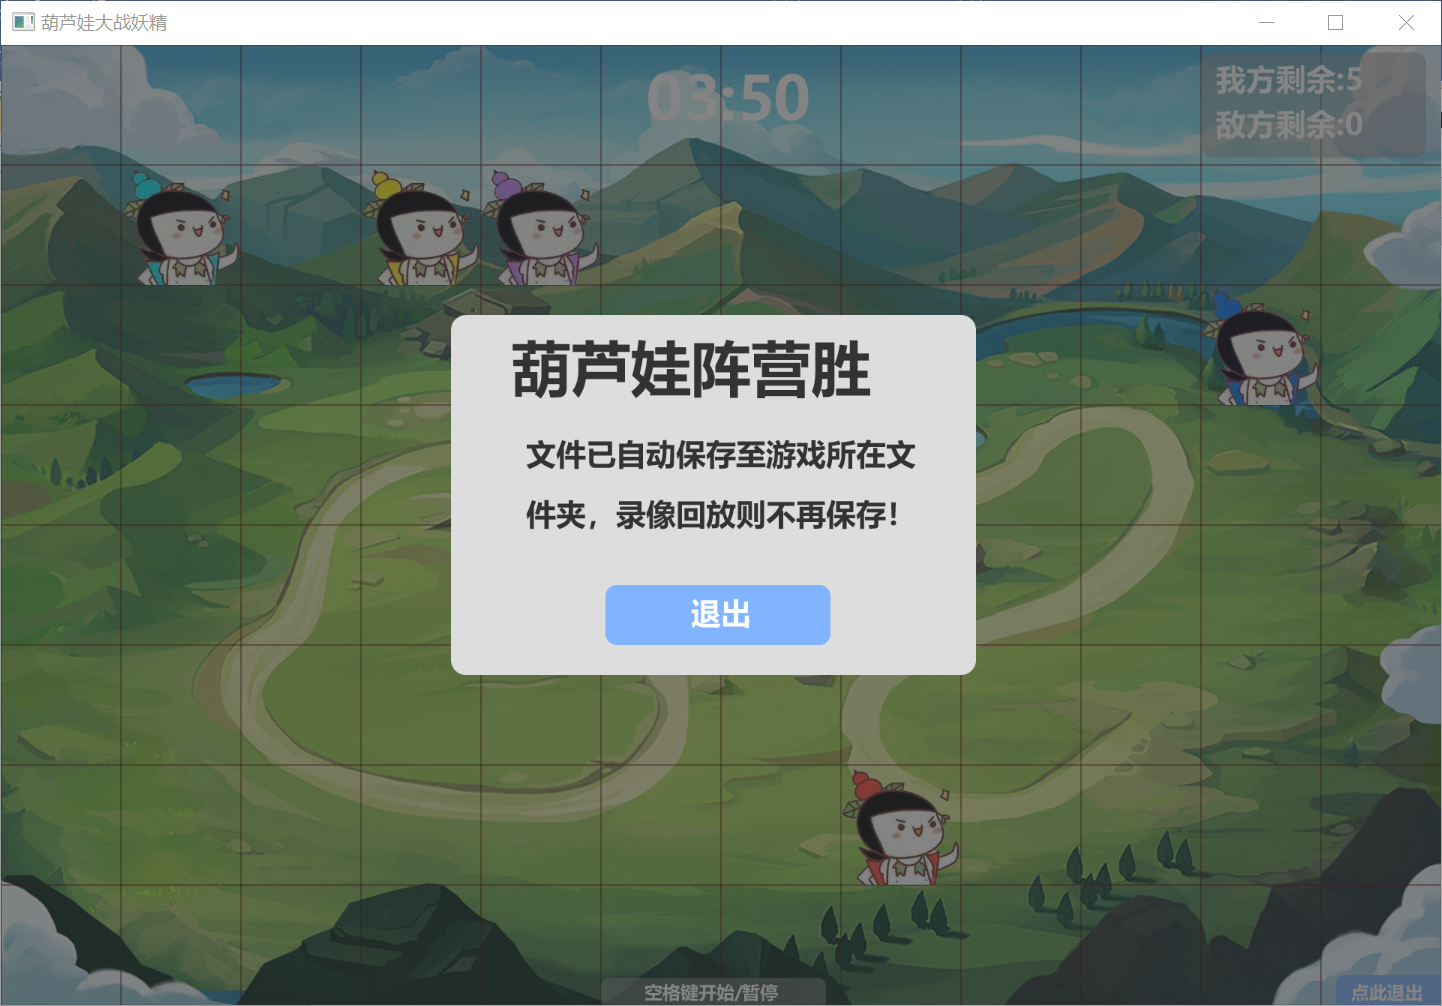 葫芦娃大战妖精
03:50
我方剩余:5
敌方剩余:0
葫芦娃阵营胜
文件已自动保存至游戏所在文
件夹，录像回放则不再保存！
退出
空格键开始/暂停
点此退出